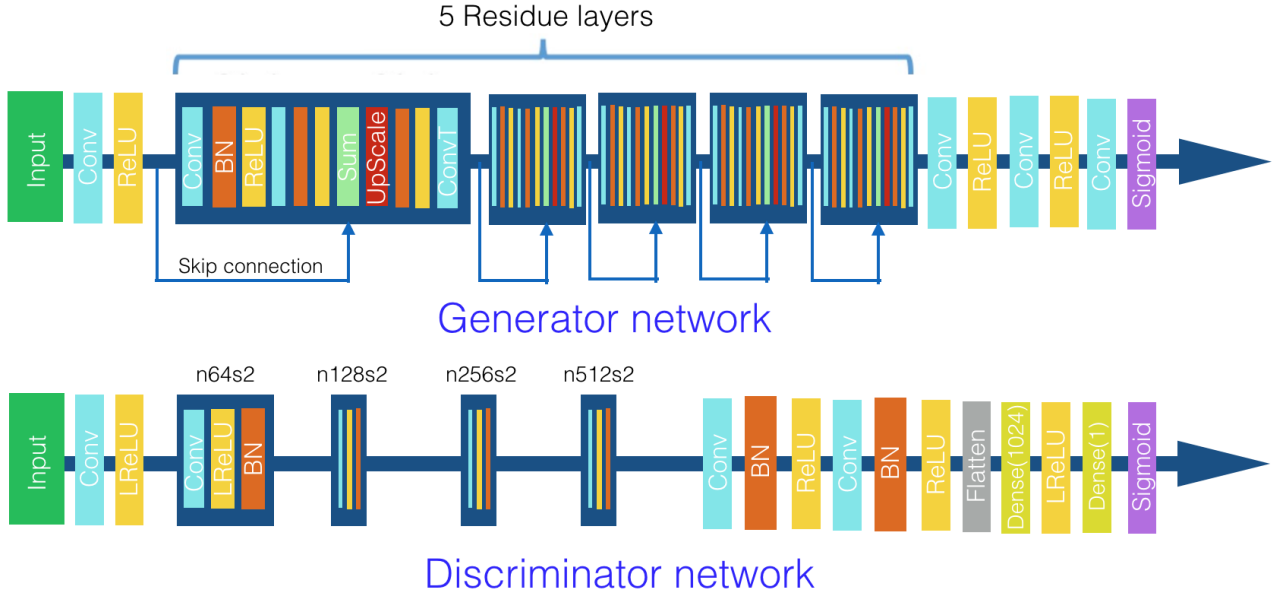 5 Residue layers
Input
Conv
ReLU
Conv
BN
ReLU
Sum
UpScale
ConvT
Conv
ReLU
Conv
ReLU
Conv
Sigmoid
Skip connection
Generator network
n64s2
n128s2
n256s2
n512s2
Input
Conv
LReLU
Conv
LReLU
BN
Conv
BN
ReLU
Conv
BN
ReLU
Flatten
Dense(1024)
LReLU
Dense(1)
Sigmoid
Discriminator network